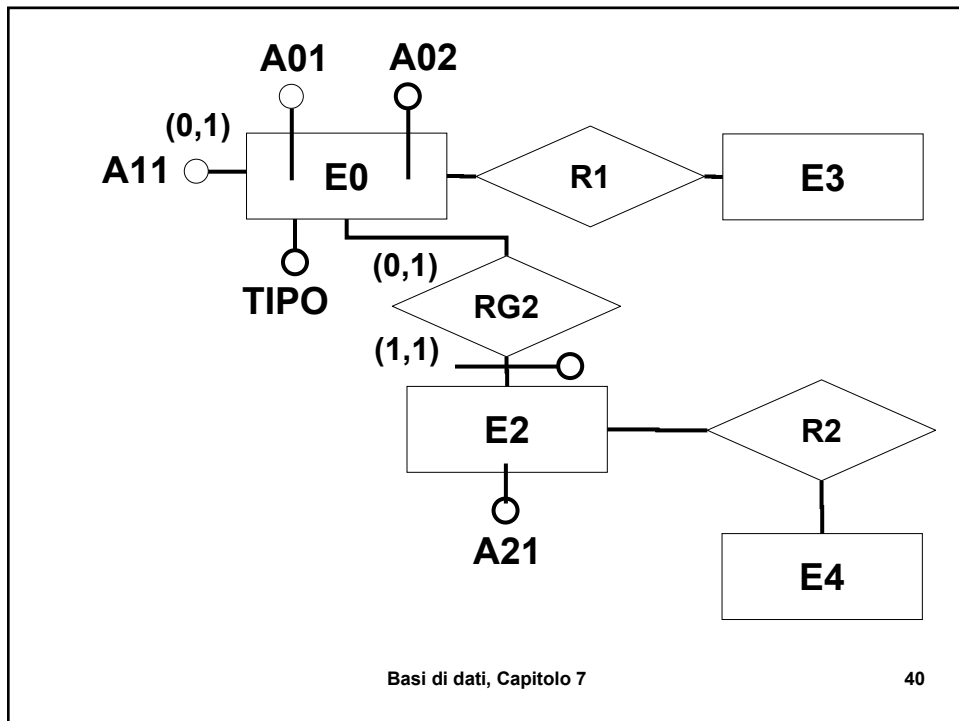 A01 A02
(0,1)
A11 E0 R1 E3
TIPO (0,1)
RG2
(1,1)
E2 R2
A21
E4
Basi di dati, Capitolo 7 40